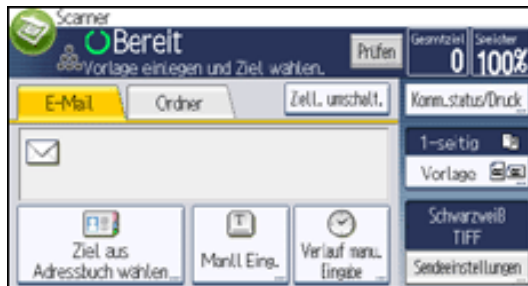 Scanner
Bereit
Vorlage einlegen und Ziel wählen.
Prüfen
Gesamtziel
0
Speicher
100%
E-Mail
Ordner
Zeitl. umschalt.
Komm.status/Druck
1-seitig
Vorlage
Schwarzweiß
TIFF
Sendeeinstellungen
Ziel aus
Adressbuch wählen
Manll Eing.
Verlauf manu.
Eingabe